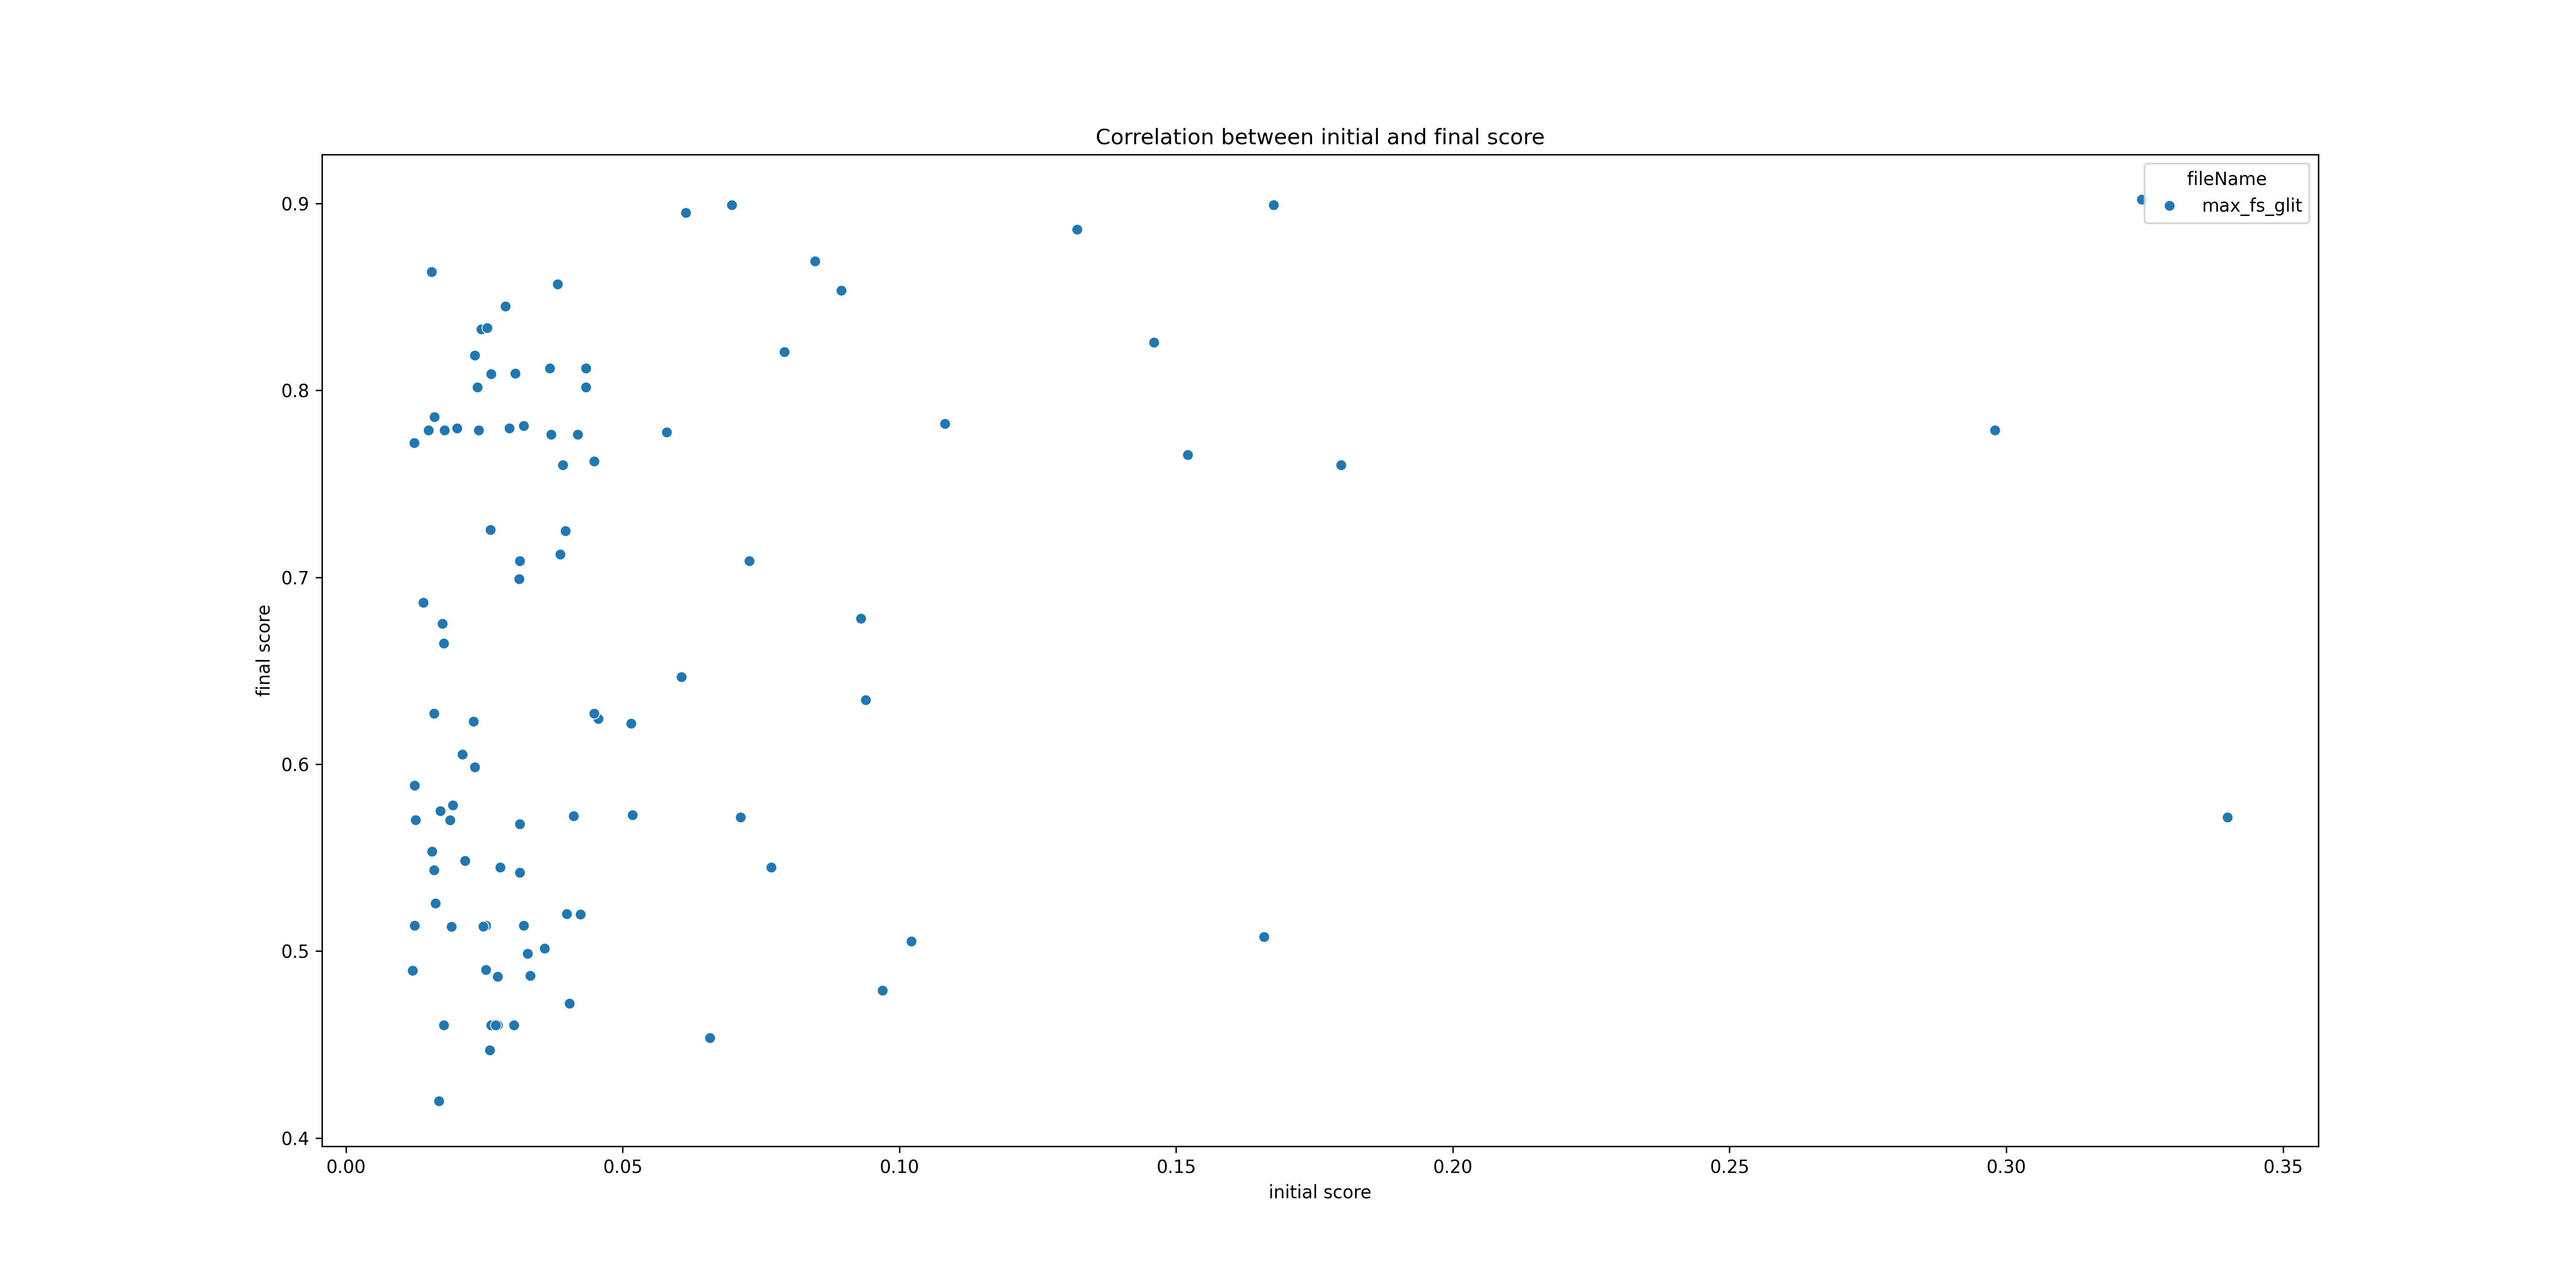 Correlation between initial and final score
fileName
max_fs_glit
0.9
0.8
0.7
0.6
0.5
0.4
final score
0.00 0.05 0.10 0.15 0.20 0.25 0.30 0.35
initial score